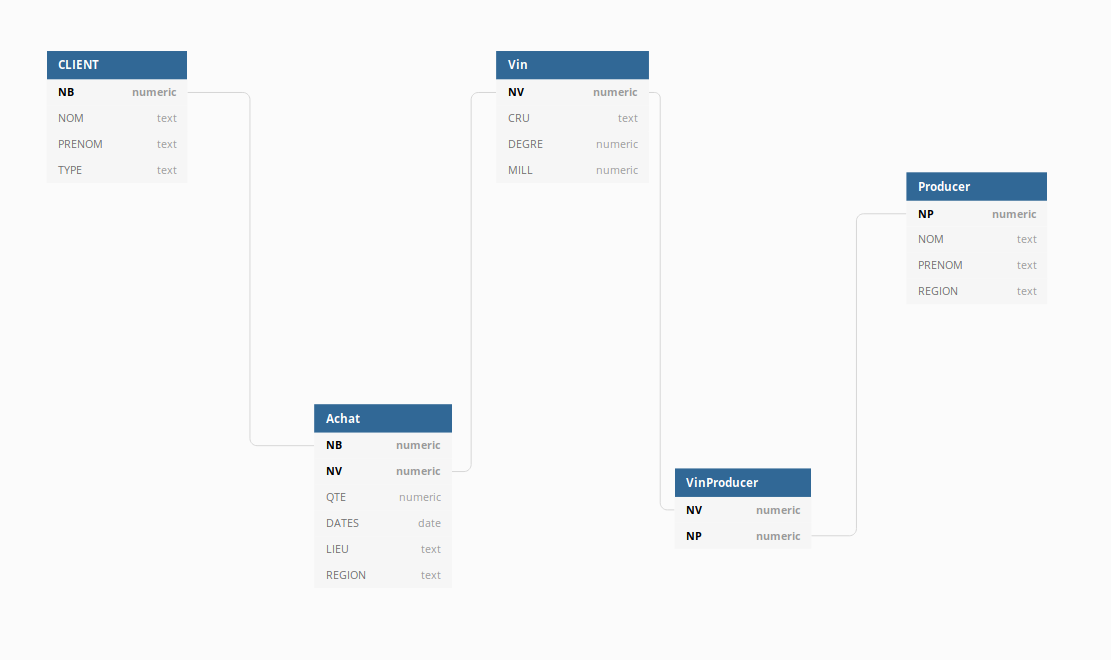 CLIENT
NB numeric
NOM text
PRENOM text
TYPE text
Vin
NV numeric
CRU text
DEGRE numeric
MILL numeric
Producer
NP numeric
NOM text
PRENOM text
REGION text
Achat
NB numeric
NV numeric
QTE numeric
DATES date
LIEU text
REGION text
VinProducer
NV numeric
NP numeric